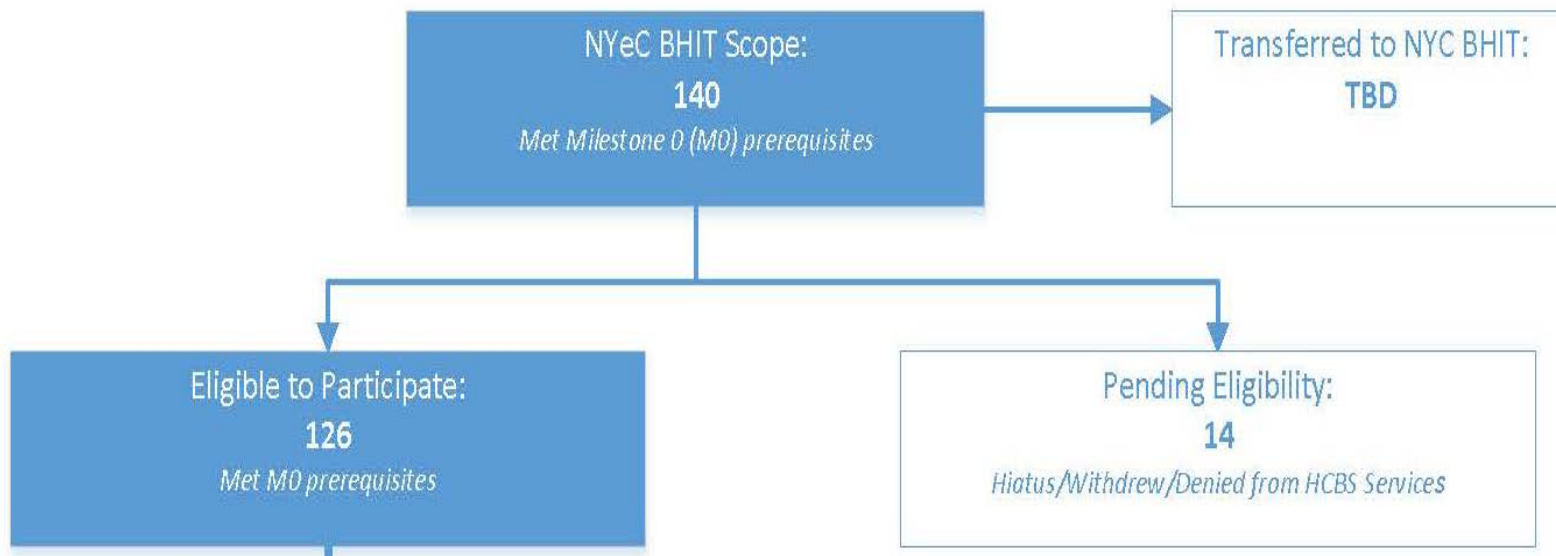 NYeC BHIT Scope:
140
Met Milestone 0 (M0) prerequisites
Transferred to NYC BHIT:
TBD
Eligible to Participate:
126
Met M0 prerequisites
Pending Eligibility:
14
Hiatus/Withdrew/Denied from HCBS Services